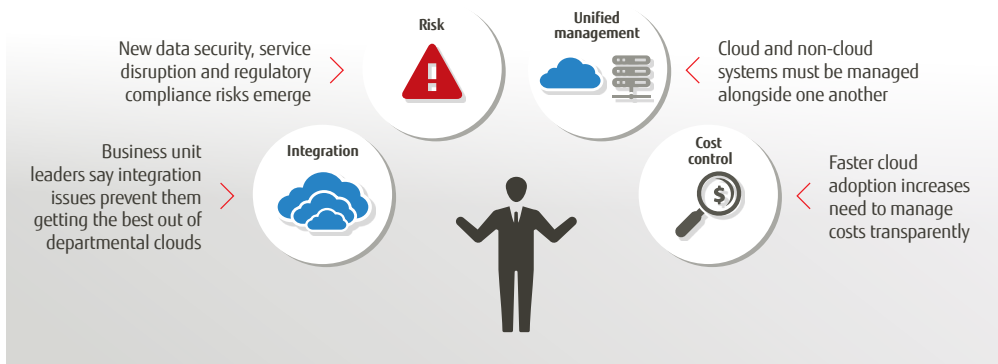 Risk
New data security, service
disruption and regulatory
compliance risks emerge
Unified
management
Cloud and non-cloud
systems must be managed
alongside one another
Integration
Business unit
leaders say integration
issues prevent them
getting the best out of
departmental clouds
Cost
control
$
Faster cloud
adoption increases
need to manage
costs transparently